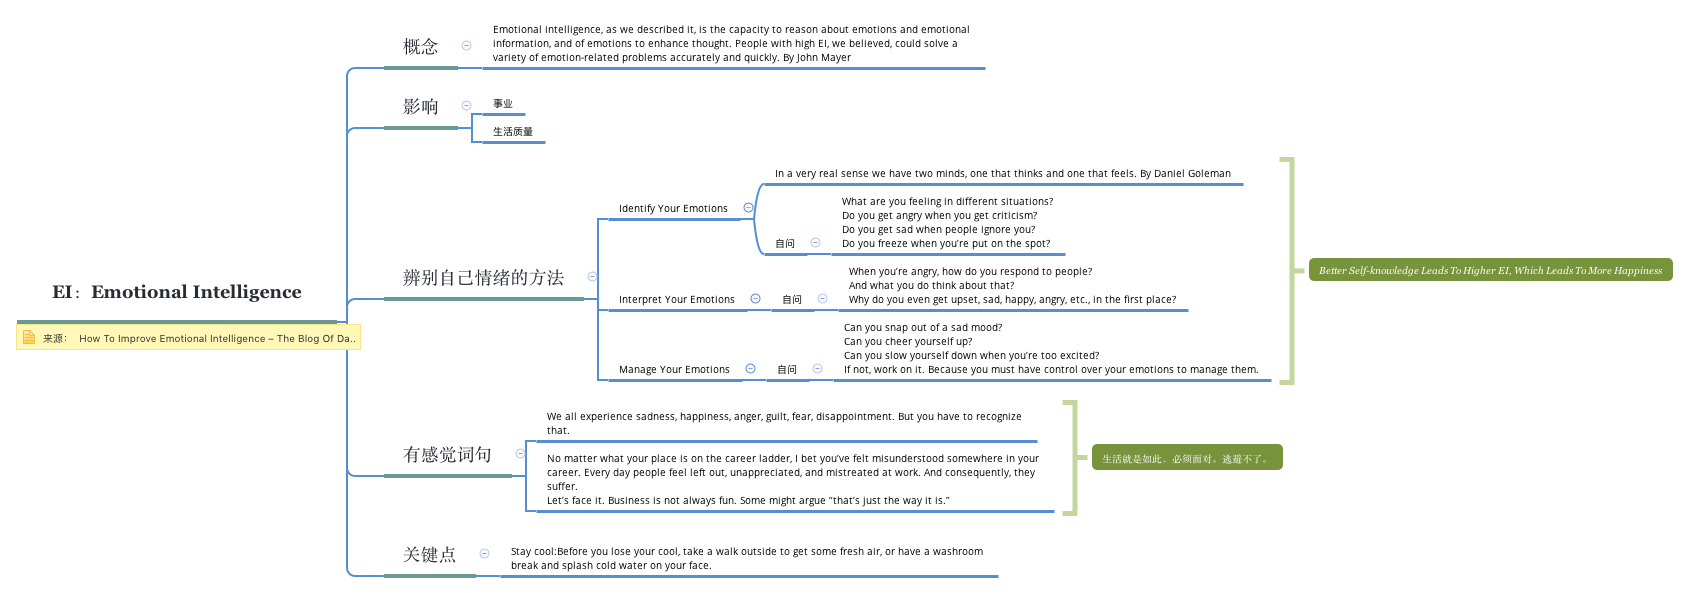 EI：Emotional Intelligence
来源： How To Improve Emotional Intelligence – The Blog Of Da..
概念
Emotional intelligence, as we described it, is the capacity to reason about emotions and emotional
information, and of emotions to enhance thought. People with high EI, we believed, could solve a
variety of emotion-related problems accurately and quickly. By John Mayer
影响
事业
生活质量
辨别自己情绪的方法
Identify Your Emotions
In a very real sense we have two minds, one that thinks and one that feels. By Daniel Goleman
自问
What are you feeling in different situations?
Do you get angry when you get criticism?
Do you get sad when people ignore you?
Do you freeze when you’re put on the spot?
Interpret Your Emotions
自问
When you’re angry, how do you respond to people?
And what you do think about that?
Why do you even get upset, sad, happy, angry, etc., in the first place?
Manage Your Emotions
自问
Can you snap out of a sad mood?
Can you cheer yourself up?
Can you slow yourself down when you’re too excited?
If not, work on it. Because you must have control over your emotions to manage them.
Better Self-knowledge Leads To Higher EI, Which Leads To More Happiness
有感觉词句
We all experience sadness, happiness, anger, guilt, fear, disappointment. But you have to recognize
that.
No matter what your place is on the career ladder, I bet you’ve felt misunderstood somewhere in your
career. Every day people feel left out, unappreciated, and mistreated at work. And consequently, they
suffer.
Let’s face it. Business is not always fun. Some might argue “that’s just the way it is.”
生活就是如此，必须面对。逃避不了。
关键点
Stay cool:Before you lose your cool, take a walk outside to get some fresh air, or have a washroom
break and splash cold water on your face.